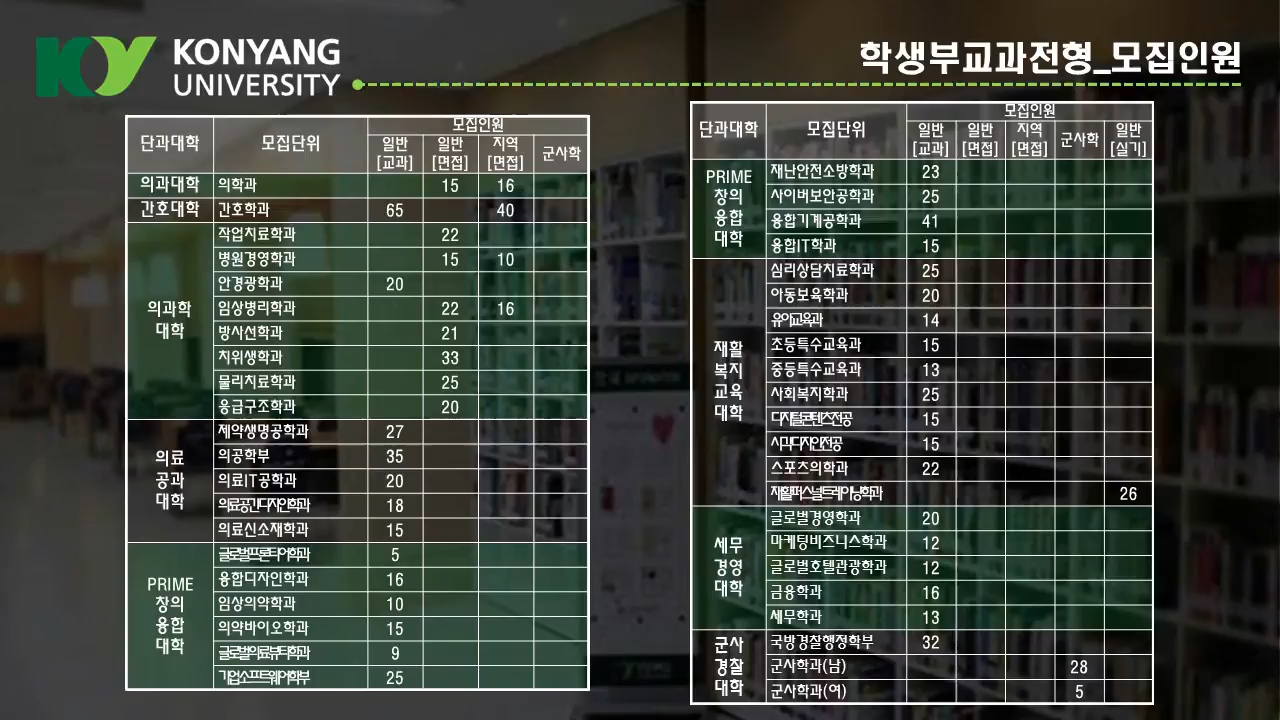 KONYANG
UNIVERSITY
학생부교과전형_모집인원
단과대학 모집단위 모집인원
일반[교과] 일반[면접] 지역[면접] 군사학
의과대학 의학과 15 16
간호대학 간호학과 65 40
의과학대학 작업치료학과 22
병원경영학과 15 10
안경광학과 20
임상병리학과 22 16
방사선학과 21
치위생학과 33
물리치료학과 25
응급구조학과 20
의료공과대학 제약생명공학과 27
의공학부 35
의료IT공학과 20
의료공간디자인학과 18
의료신소재학과 15
PRIME창의융합대학 글로벌프론티어학과 5
융합디자인학과 16
임상의약학과 10
의약바이오학과 15
글로벌의료뷰티학과 9
기업소프트웨어학부 25
단과대학 모집단위 모집인원
일반[교과] 일반[면접] 지역[면접] 군사학 일반[실기]
PRIME창의융합대학 재난안전소방학과 23
사이버보안공학과 25
융합기계공학과 41
융합IT학과 15
재활복지교육대학 심리상담치료학과 25
아동보육학과 20
유아교육과 14
초등특수교육과 15
중등특수교육과 13
사회복지학과 25
디지털콘텐츠전공 15
시각디자인전공 15
스포츠의학과 22
재활퍼스널트레이닝학과 26
세무경영대학 글로벌경영학과 20
마케팅비즈니스학과 12
글로벌호텔관광학과 12
금융학과 16
세무학과 13
군사경찰대학 국방경찰행정학부 32
군사학과(남) 28
군사학과(여) 5